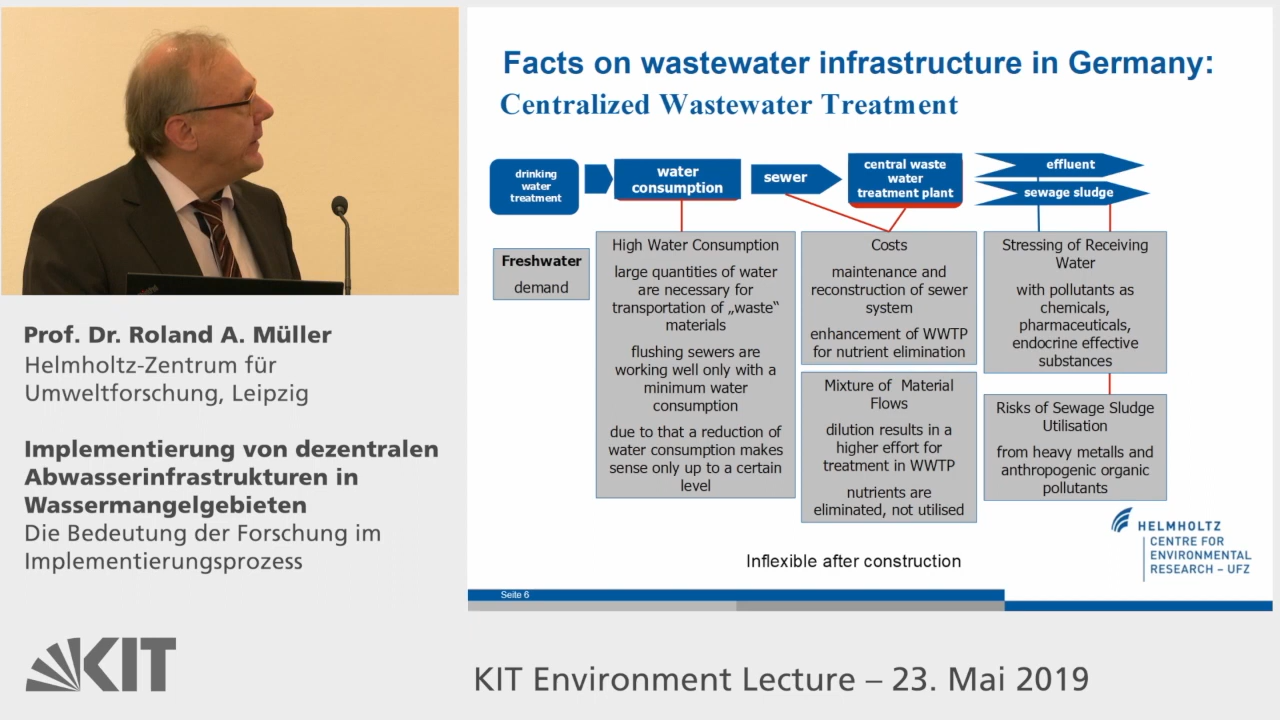 Facts on wastewater infrastructure in Germany:
Centralized Wastewater Treatment
drinking
water
treatment
water
consumption
sewer
central waste
water
treatment plant
effluent
sewage sludge
Freshwater
demand
High Water Consumption
large quantities of water
are necessary for
transportation of „waste“
materials
flushing sewers are
working well only with a
minimum water
consumption
due to that a reduction of
water consumption makes
sense only up to a certain
level
Costs
maintenance and
reconstruction of sewer
system
enhancement of WWTP
for nutrient elimination
Mixture of Material
Flows
dilution results in a
higher effort for
treatment in WWTP
nutrients are
eliminated, not utilised
Stressing of Receiving
Water
with pollutants as
chemicals,
pharmaceuticals,
endocrine effective
substances
Risks of Sewage Sludge
Utilisation
from heavy metalls and
anthropogenic organic
pollutants
Inflexible after construction
HELMHOLTZ
CENTRE FOR
ENVIRONMENTAL
RESEARCH – UFZ
Seite 6
Prof. Dr. Roland A. Müller
Helmholtz-Zentrum für
Umweltforschung, Leipzig
Implementierung von dezentralen
Abwasserinfrastrukturen in
Wassermangelgebieten
Die Bedeutung der Forschung im
Implementierungsprozess
KIT
KIT Environment Lecture – 23. Mai 2019